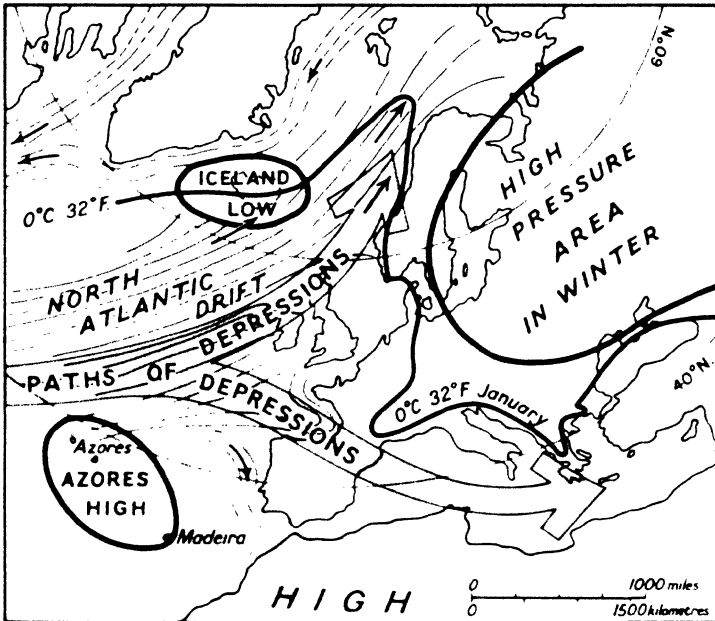 60°N
ICELAND
LOW
0°C 32°F.
HIGH
PRESSURE
AREA
IN WINTER
NORTH
ATLANTIC
DRIFT
PATHS OF DEPRESSIONS
DEPRESSIONS
0°C 32°F January
40°N.
Azores
AZORES
HIGH
Madeira
HIGH
0 1000 miles
0 1500 kilometres